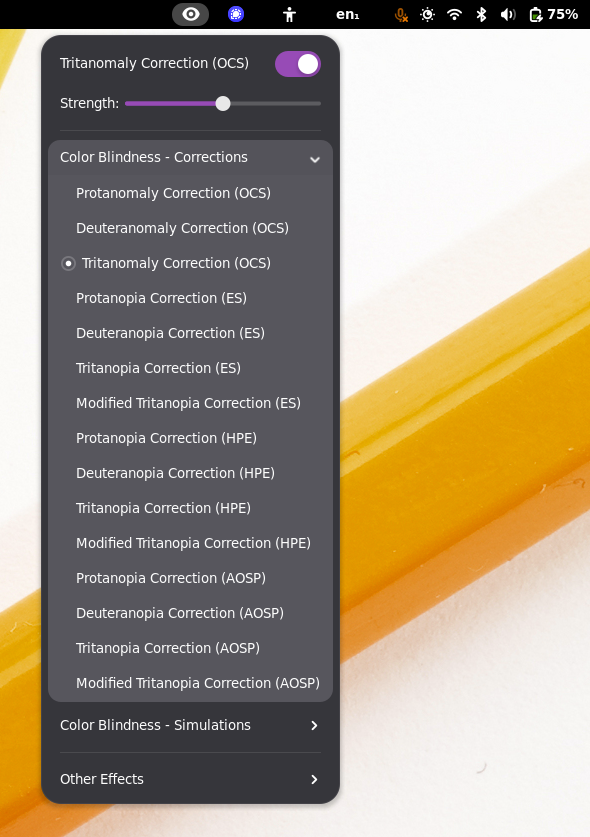 en₁
75%
Tritanomaly Correction (OCS)
Strength:
Color Blindness - Corrections
Protanomaly Correction (OCS)
Deuteranomaly Correction (OCS)
Tritanomaly Correction (OCS)
Protanopia Correction (ES)
Deuteranopia Correction (ES)
Tritanopia Correction (ES)
Modified Tritanopia Correction (ES)
Protanopia Correction (HPE)
Deuteranopia Correction (HPE)
Tritanopia Correction (HPE)
Modified Tritanopia Correction (HPE)
Protanopia Correction (AOSP)
Deuteranopia Correction (AOSP)
Tritanopia Correction (AOSP)
Modified Tritanopia Correction (AOSP)
Color Blindness - Simulations
Other Effects